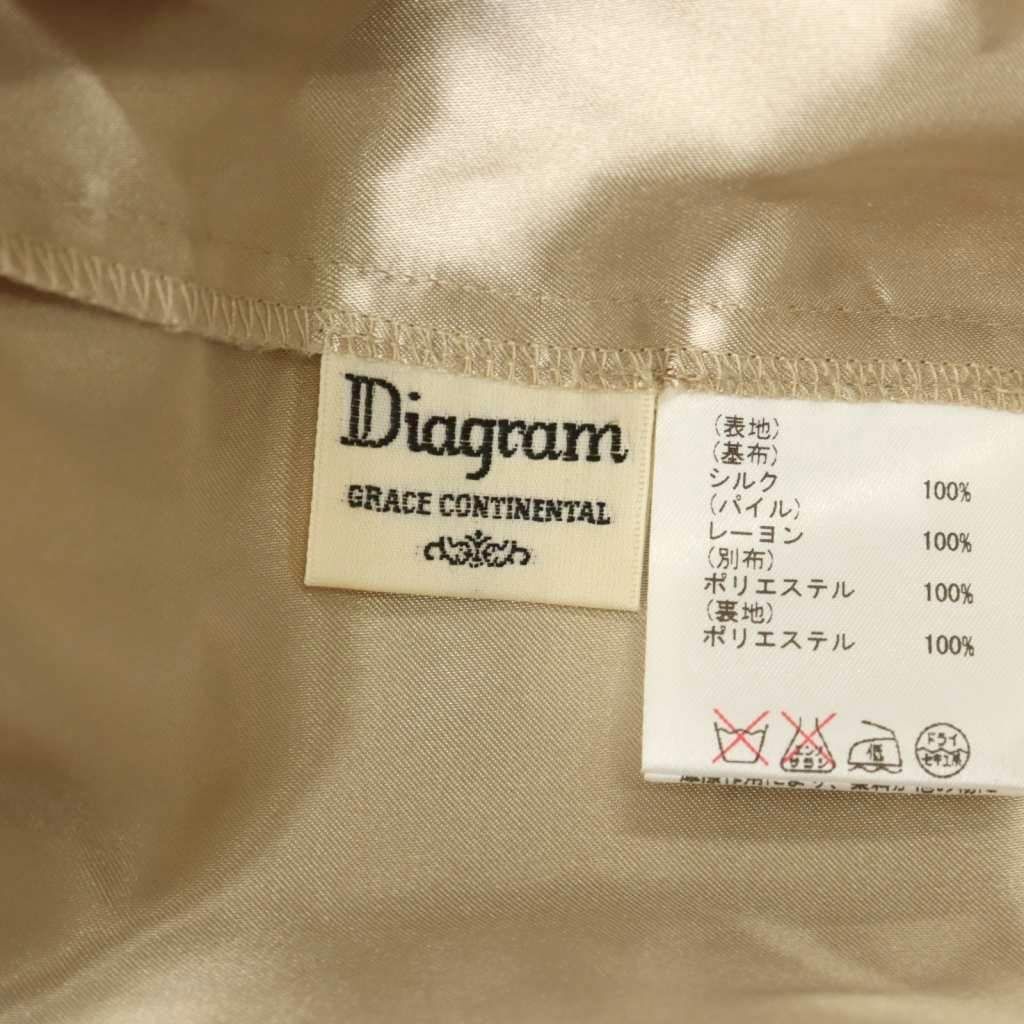 Diagram
GRACE CONTINENTAL
(表地)
(基布)
シルク 100%
(パイル)
レーヨン 100%
(別布)
ポリエステル 100%
(裏地)
ポリエステル 100%
エンソ
サラシ
低
ドライ
セキユ系